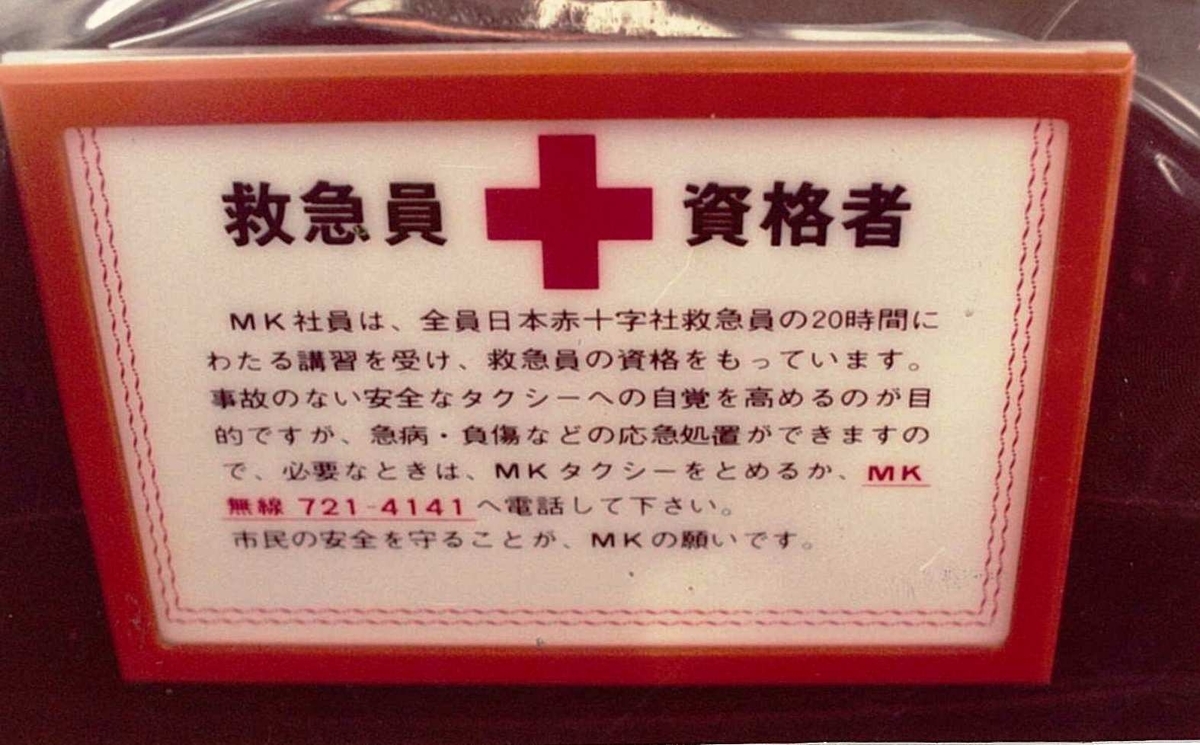 救急員 資格者
MK社員は、全員日本赤十字社救急員の20時間に
わたる講習を受け、救急員の資格をもっています。
事故のない安全なタクシーへの自覚を高めるのが目
的ですが、急病・負傷などの応急処置ができますの
で、必要なときは、MKタクシーをとめるか、MK
無線 721-4141へ電話して下さい。
市民の安全を守ることが、MKの願いです。